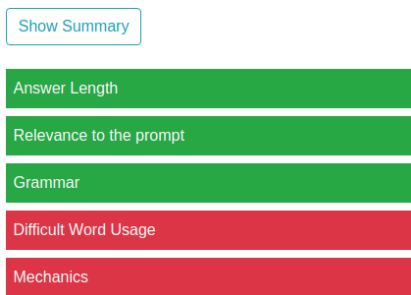 Show Summary
Answer Length
Relevance to the prompt
Grammar
Difficult Word Usage
Mechanics